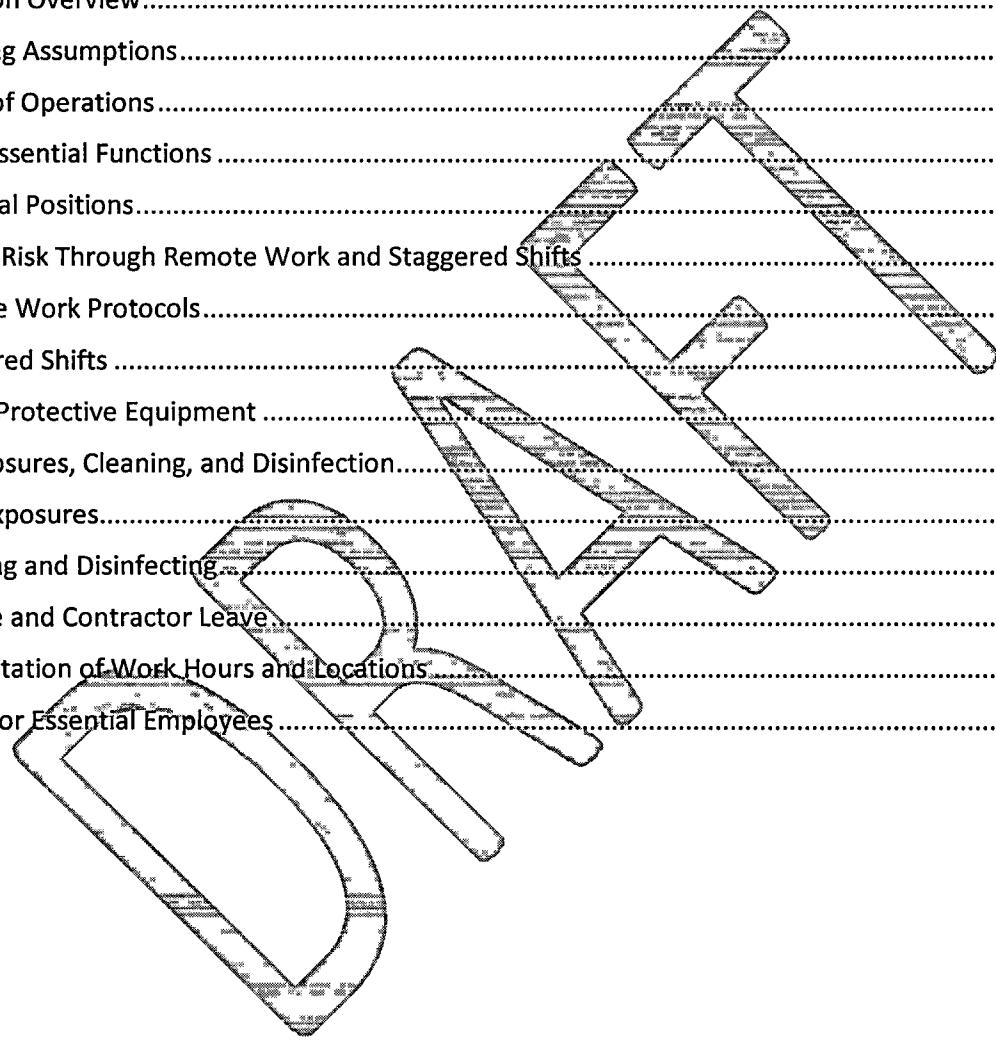 on Overview
ng Assumptions
of Operations
ssential Functions
al Positions
Risk Through Remote Work and Staggered Shifts
e Work Protocols
red Shifts
Protective Equipment
osures, Cleaning, and Disinfection
xposures
ng and Disinfecting
e and Contractor Leave
tation of Work Hours and Locations
or Essential Employees
DRAFT